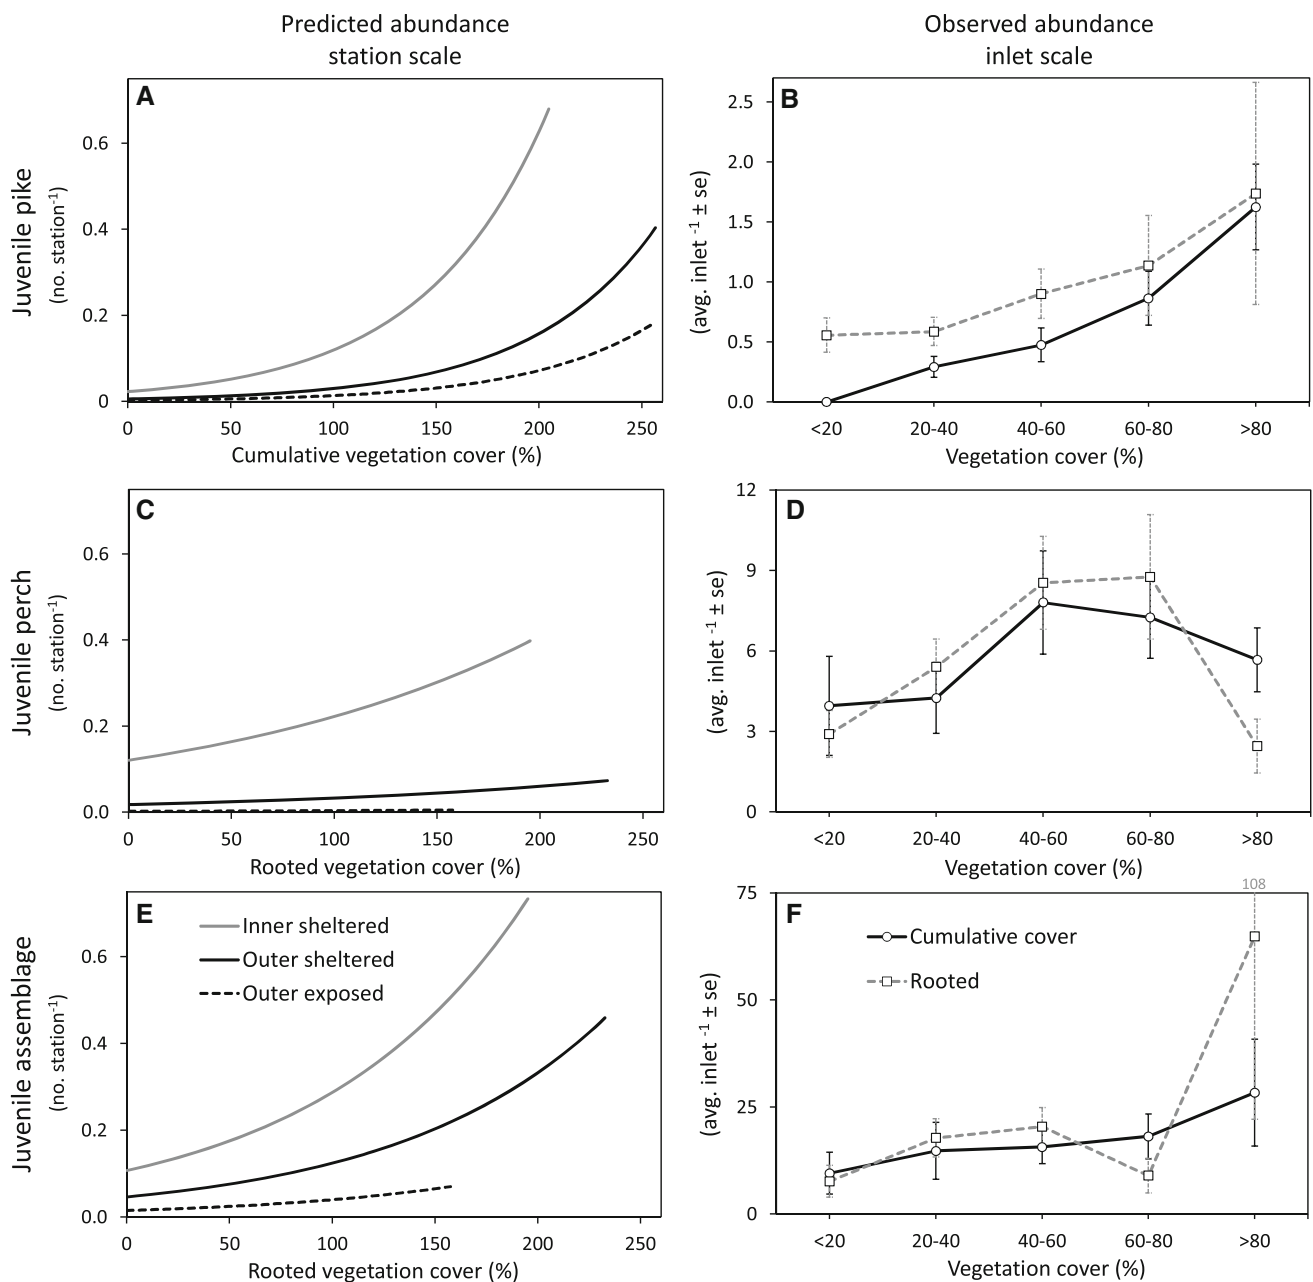 Predicted abundance
station scale
Observed abundance
inlet scale
A
Juvenile pike
(no. station-1)
0.6
0.4
0.2
0
0 50 100 150 200 250
Cumulative vegetation cover (%)
B
(avg. inlet -1 ± se)
2.5
2.0
1.5
1.0
0.5
0.0
<20 20-40 40-60 60-80 >80
Vegetation cover (%)
C
Juvenile perch
(no. station-1)
0.6
0.4
0.2
0.0
0 50 100 150 200 250
Rooted vegetation cover (%)
D
(avg. inlet -1 ± se)
12
9
6
3
0
<20 20-40 40-60 60-80 >80
Vegetation cover (%)
E
Juvenile assemblage
(no. station-1)
Inner sheltered
Outer sheltered
Outer exposed
0.6
0.4
0.2
0.0
0 50 100 150 200 250
Rooted vegetation cover (%)
F
108
(avg. inlet -1 ± se)
Cumulative cover
Rooted
75
50
25
0
<20 20-40 40-60 60-80 >80
Vegetation cover (%)